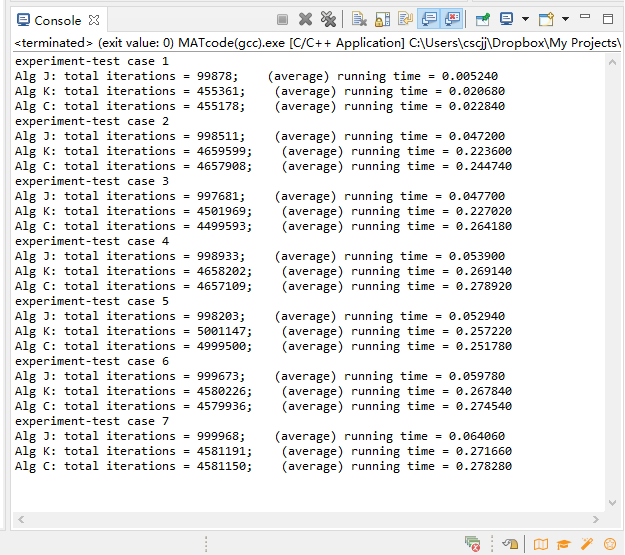 Console
<terminated> (exit value: 0) MATcode(gcc).exe [C/C++ Application] C:\Users\cscjj\Dropbox\My Projects\
experiment-test case 1
Alg J: total iterations = 99878;    (average) running time = 0.005240
Alg K: total iterations = 455361;    (average) running time = 0.020680
Alg C: total iterations = 455178;    (average) running time = 0.022840
experiment-test case 2
Alg J: total iterations = 998511;    (average) running time = 0.047200
Alg K: total iterations = 4659599;    (average) running time = 0.223600
Alg C: total iterations = 4657908;    (average) running time = 0.244740
experiment-test case 3
Alg J: total iterations = 997681;    (average) running time = 0.047700
Alg K: total iterations = 4501969;    (average) running time = 0.227020
Alg C: total iterations = 4499593;    (average) running time = 0.264180
experiment-test case 4
Alg J: total iterations = 998933;    (average) running time = 0.053900
Alg K: total iterations = 4658202;    (average) running time = 0.269140
Alg C: total iterations = 4657109;    (average) running time = 0.278920
experiment-test case 5
Alg J: total iterations = 998203;    (average) running time = 0.052940
Alg K: total iterations = 5001147;    (average) running time = 0.257220
Alg C: total iterations = 4999500;    (average) running time = 0.251780
experiment-test case 6
Alg J: total iterations = 999673;    (average) running time = 0.059780
Alg K: total iterations = 4580226;    (average) running time = 0.267840
Alg C: total iterations = 4579936;    (average) running time = 0.274540
experiment-test case 7
Alg J: total iterations = 999968;    (average) running time = 0.064060
Alg K: total iterations = 4581191;    (average) running time = 0.271660
Alg C: total iterations = 4581150;    (average) running time = 0.278280